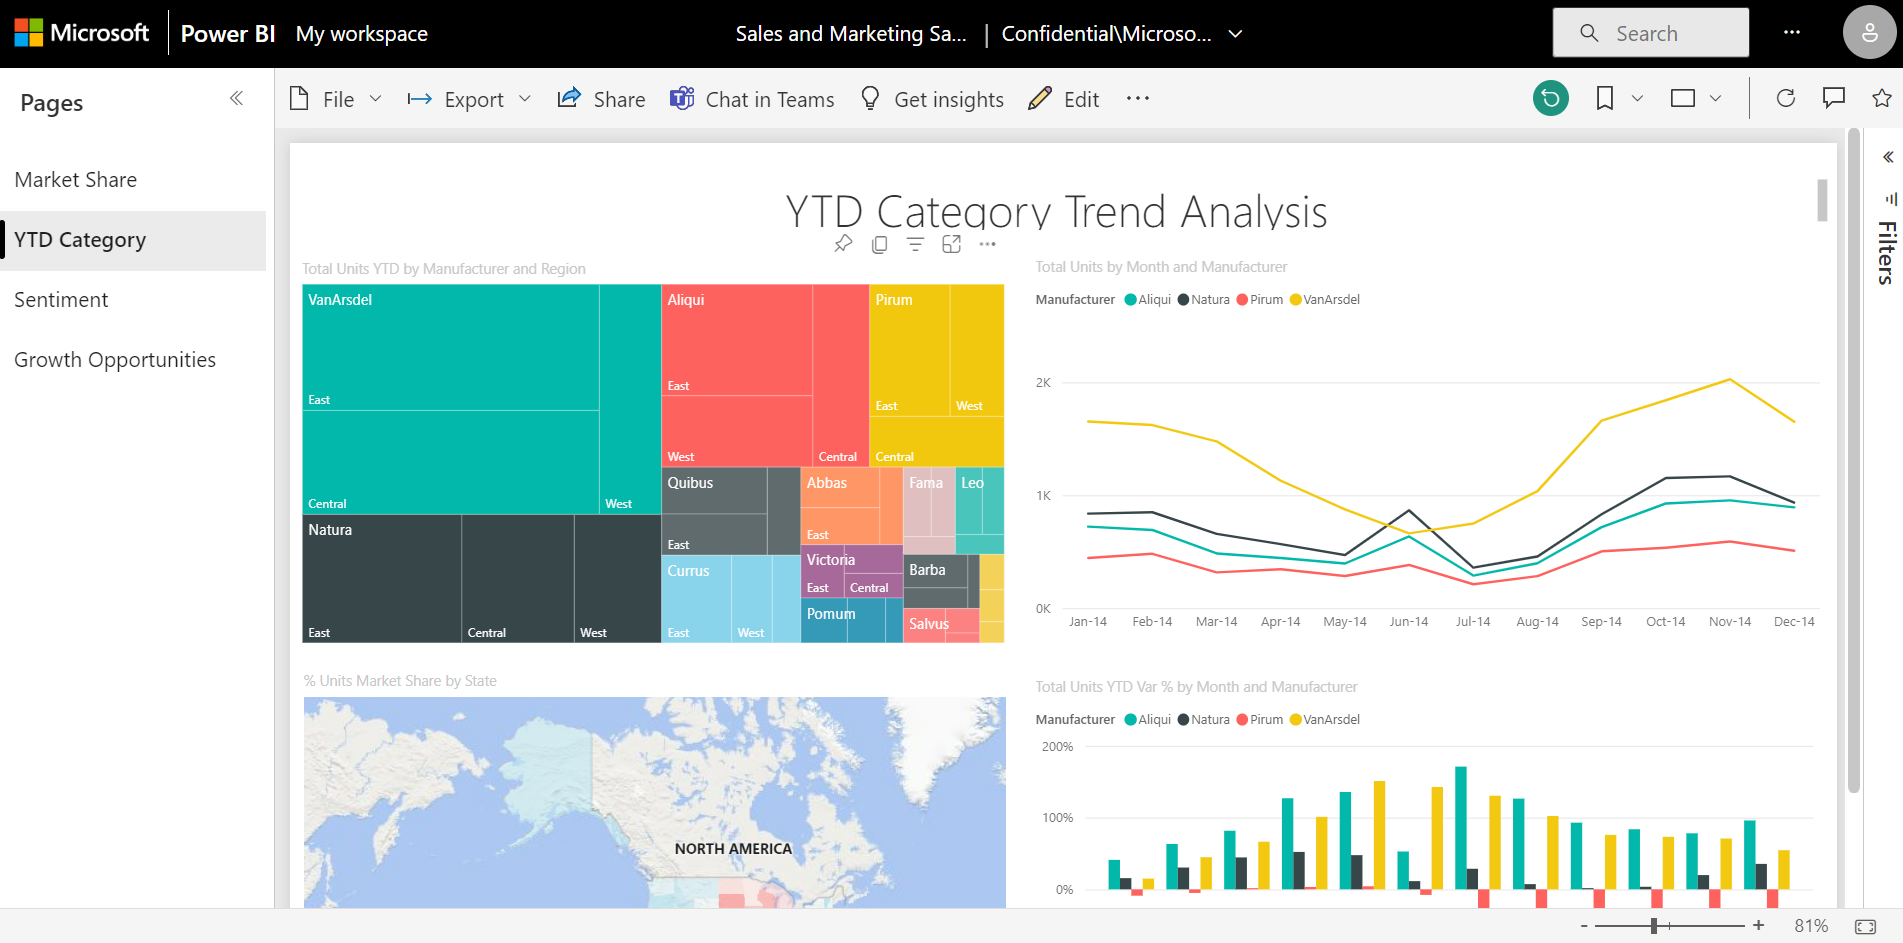 Microsoft Power BI My workspace Sales and Marketing Sa... | Confidential\Microso... Search
Pages
File Export Share Chat in Teams Get insights Edit
Market Share
YTD Category
Sentiment
Growth Opportunities
Filters
YTD Category Trend Analysis
Total Units YTD by Manufacturer and Region
VanArsdel
East
Central
West
Aliqui
East
West
Central
Pirum
East
West
Central
Natura
East
Central
West
Quibus
East
Currus
East
West
Abbas
East
Victoria
East
Central
Pomum
Fama
Leo
Barba
Salvus
Total Units by Month and Manufacturer
Manufacturer Aliqui Natura Pirum VanArsdel
2K
1K
0K
Jan-14 Feb-14 Mar-14 Apr-14 May-14 Jun-14 Jul-14 Aug-14 Sep-14 Oct-14 Nov-14 Dec-14
% Units Market Share by State
NORTH AMERICA
Total Units YTD Var % by Month and Manufacturer
Manufacturer Aliqui Natura Pirum VanArsdel
200%
100%
0%
- + 81%